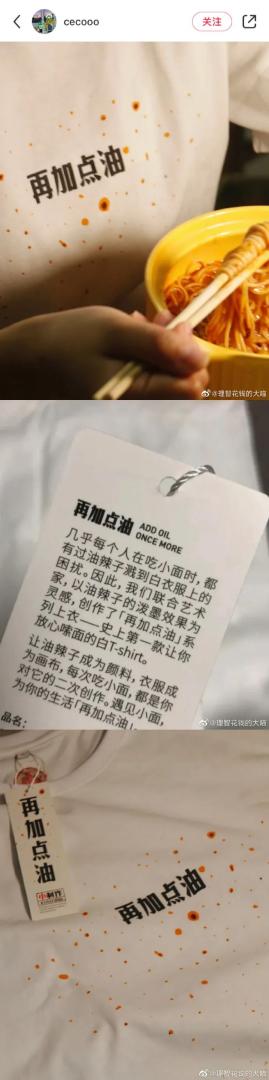 cecooo
关注
再加点油
@理智花钱的大喵
再加点油 ADD OIL ONCE MORE
几乎每个人在吃小面时,都
有过油辣子溅到白衣服上的
困扰。因此,我们联合艺术
家,以油辣子的泼墨效果为
灵感,创作了「再加点油」系
列上衣——史上第一款让你
放心嗦面的白T-shirt。
让油辣子成为颜料,衣服成
为画布,每次吃小面,都是你
对它的二次创作。遇见小面,
为你的生活「再加点油」。
品名:
@理智花钱的大喵
再加点油
再加点油
@理智花钱的大喵